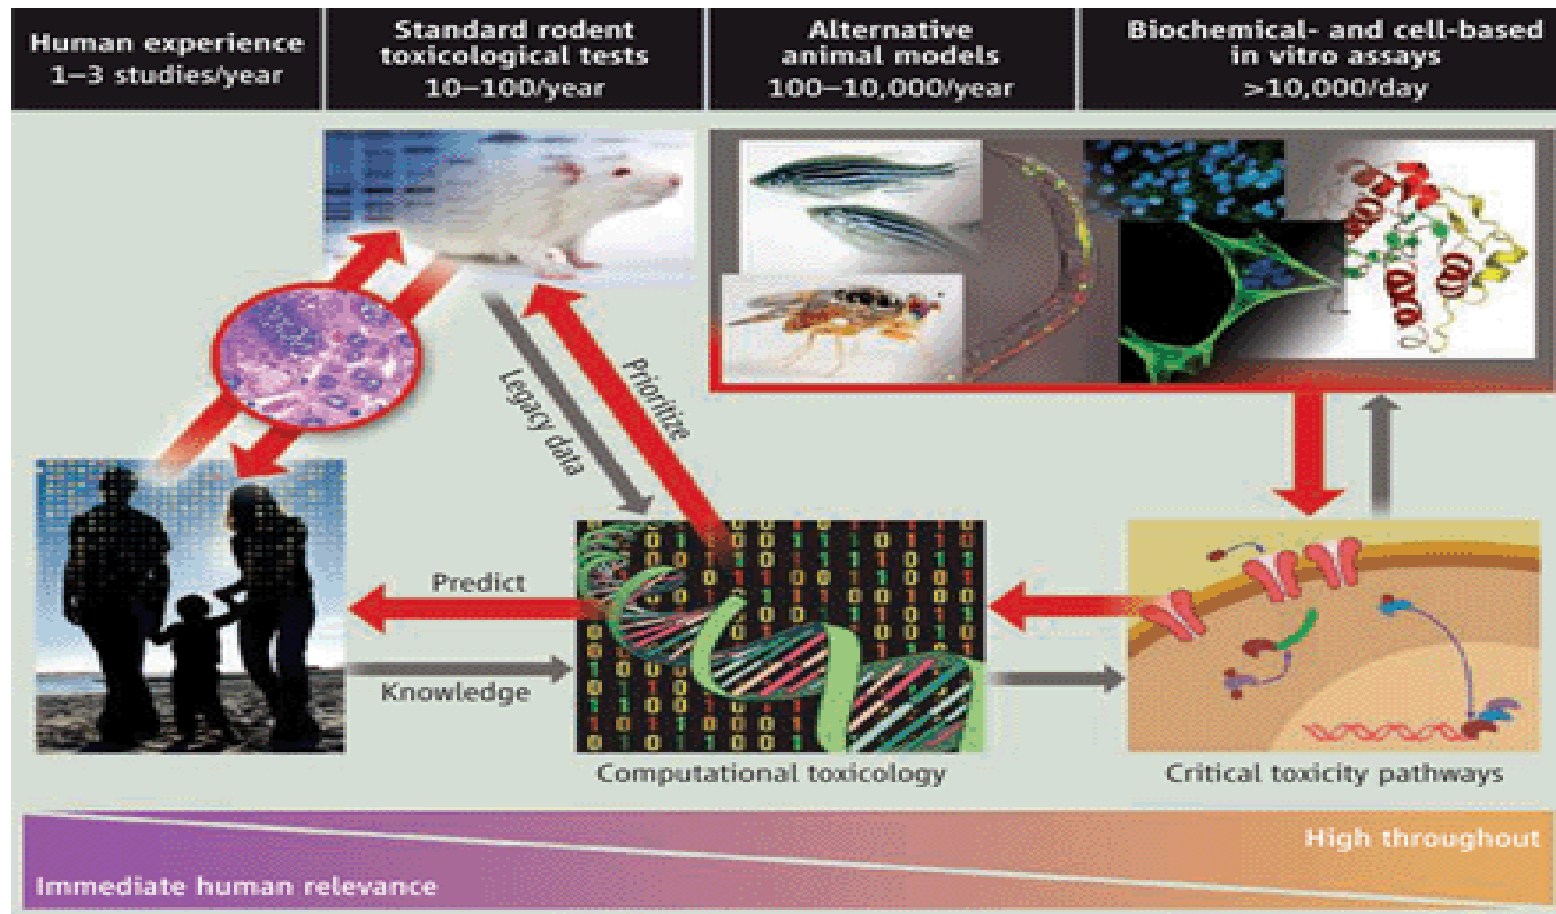 Human experience
1–3 studies/year
Standard rodent
toxicological tests
10–100/year
Alternative
animal models
100–10,000/year
Biochemical- and cell-based
in vitro assays
>10,000/day
Legacy data
Prioritize
Predict
Knowledge
Computational toxicology
Critical toxicity pathways
High throughout
Immediate human relevance